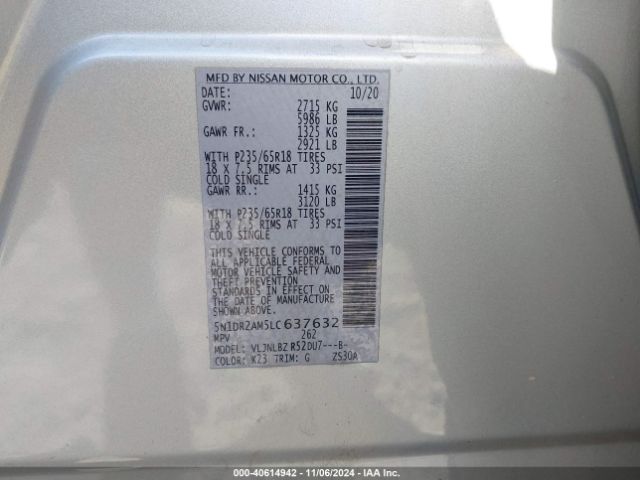 MFD BY NISSAN MOTOR CO., LTD.
DATE: 10/20
GVWR: 2715 KG
5986 LB
GAWR FR.: 1325 KG
2921 LB
WITH P235/65R18 TIRES
18 X 7.5 RIMS AT 33 PSI
COLD SINGLE
GAWR RR.: 1415 KG
3120 LB
WITH P235/65R18 TIRES
18 X 7.5 RIMS AT 33 PSI
COLD SINGLE
THIS VEHICLE CONFORMS TO
ALL APPLICABLE FEDERAL
MOTOR VEHICLE SAFETY AND
THEFT PREVENTION
STANDARDS IN EFFECT ON
THE DATE OF MANUFACTURE
5N1DR2AM5LC637632
MPV 262
MODEL: VLJNLBZ R52DU7---B-
COLOR: K23 TRIM: G ZS30A
000-40614942 - 11/06/2024 - IAA Inc.